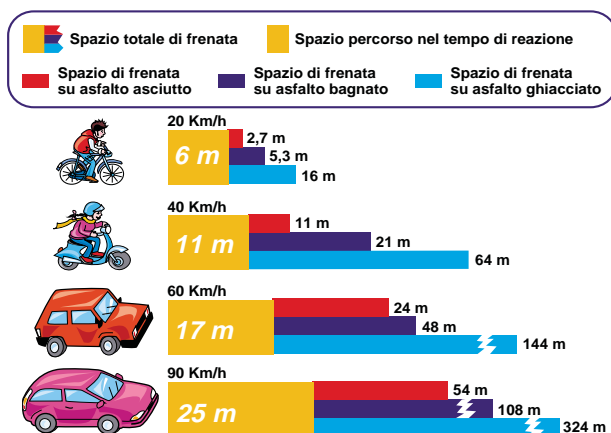 Spazio totale di frenata
Spazio percorso nel tempo di reazione
Spazio di frenata
su asfalto asciutto
Spazio di frenata
su asfalto bagnato
Spazio di frenata
su asfalto ghiacciato
20 Km/h
6 m
2,7 m
5,3 m
16 m
40 Km/h
11 m
11 m
21 m
64 m
60 Km/h
17 m
24 m
48 m
144 m
90 Km/h
25 m
54 m
108 m
324 m